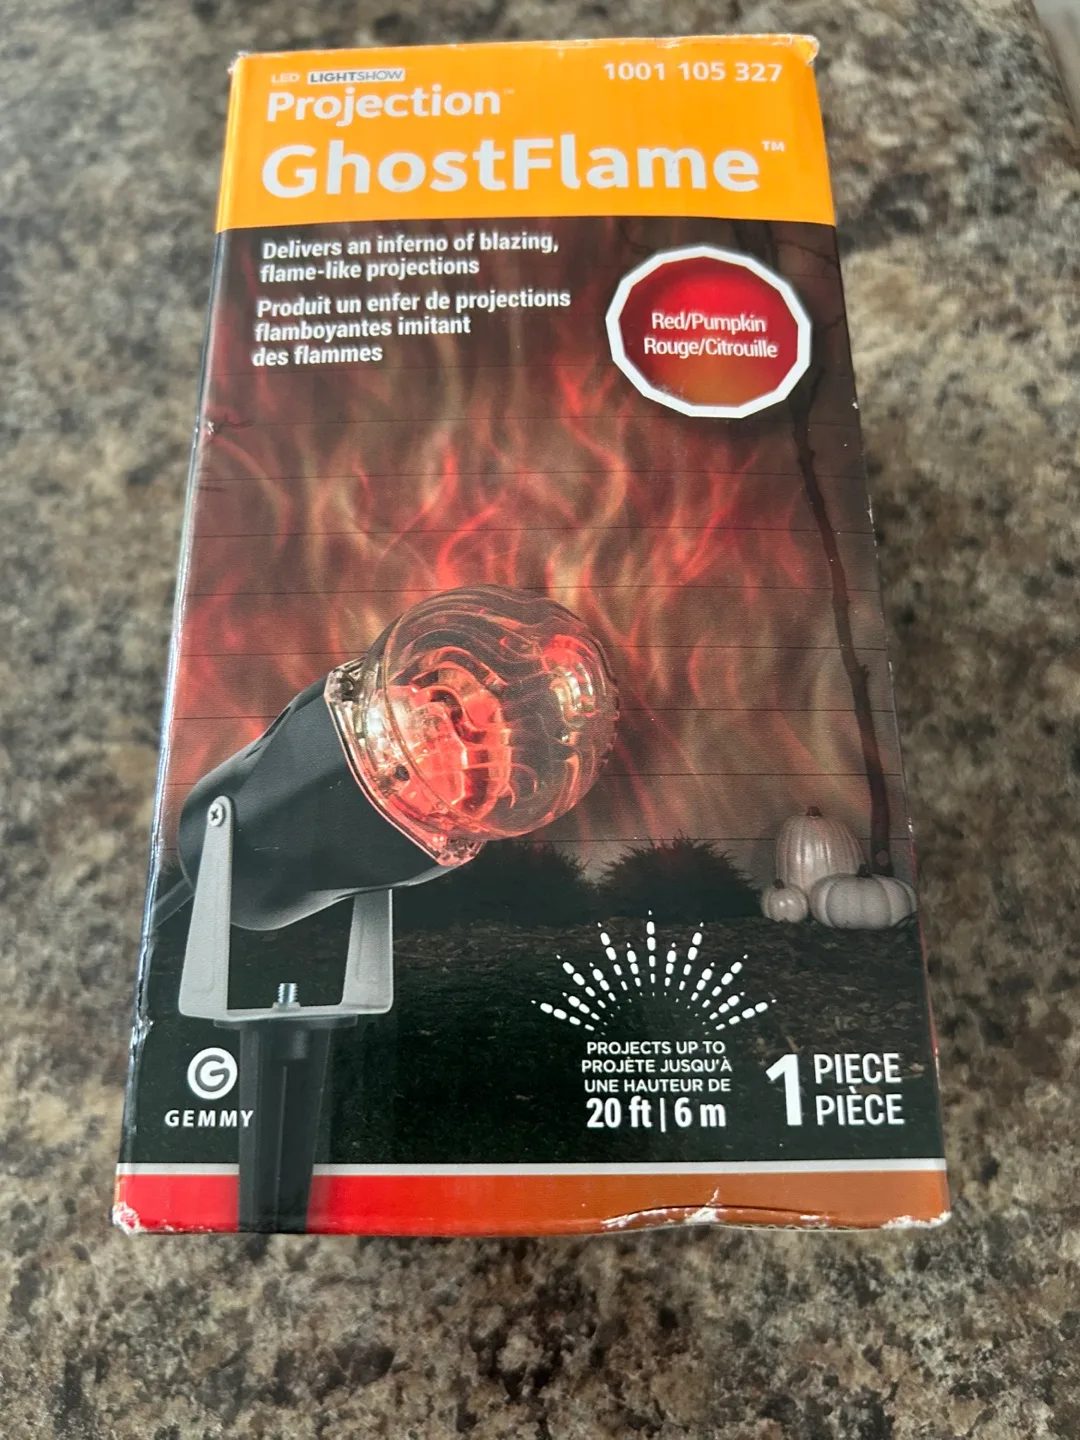 LED LIGHTSHOW
1001 105 327
Projection™
GhostFlame™
Delivers an inferno of blazing,
flame-like projections
Produit un enfer de projections
flamboyantes imitant
des flammes
Red/Pumpkin
Rouge/Citrouille
PROJECTS UP TO
PROJÈTE JUSQU'À
UNE HAUTEUR DE
20 ft | 6 m
1 PIECE
PIÈCE
G
GEMMY